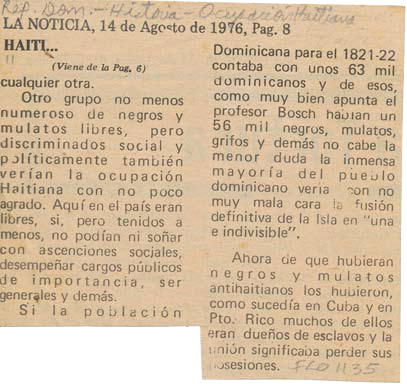 Rep. Dom. - Historia - Ocupación Haitiana
LA NOTICIA, 14 de Agosto de 1976, Pag. 8
HAITI...
(Viene de la Pag. 6)
cualquier otra.
Otro grupo no menos
numeroso de negros y
mulatos libres, pero
discriminados social y
políticamente también
verían la ocupación
Haitiana con no poco
agrado. Aquí en el país eran
libres, si, pero tenidos a
menos, no podían ni soñar
con ascenciones sociales,
desempeñar cargos públicos
de importancia, ser
generales y demás.
Si la población
Dominicana para el 1821-22
contaba con unos 63 mil
dominicanos y de esos,
como muy bien apunta el
profesor Bosch habían un
56 mil negros, mulatos,
grifos y demás no cabe la
menor duda la inmensa
mayoría del pueblo
dominicano vería con no
muy mala cara la fusión
definitiva de la Isla en "una
e indivisible".
Ahora de que hubieran
negros y mulatos
antihaitianos los hubieron,
como sucedía en Cuba y en
Pto. Rico muchos de ellos
eran dueños de esclavos y la
unión significaba perder sus
posesiones. FLO 1135